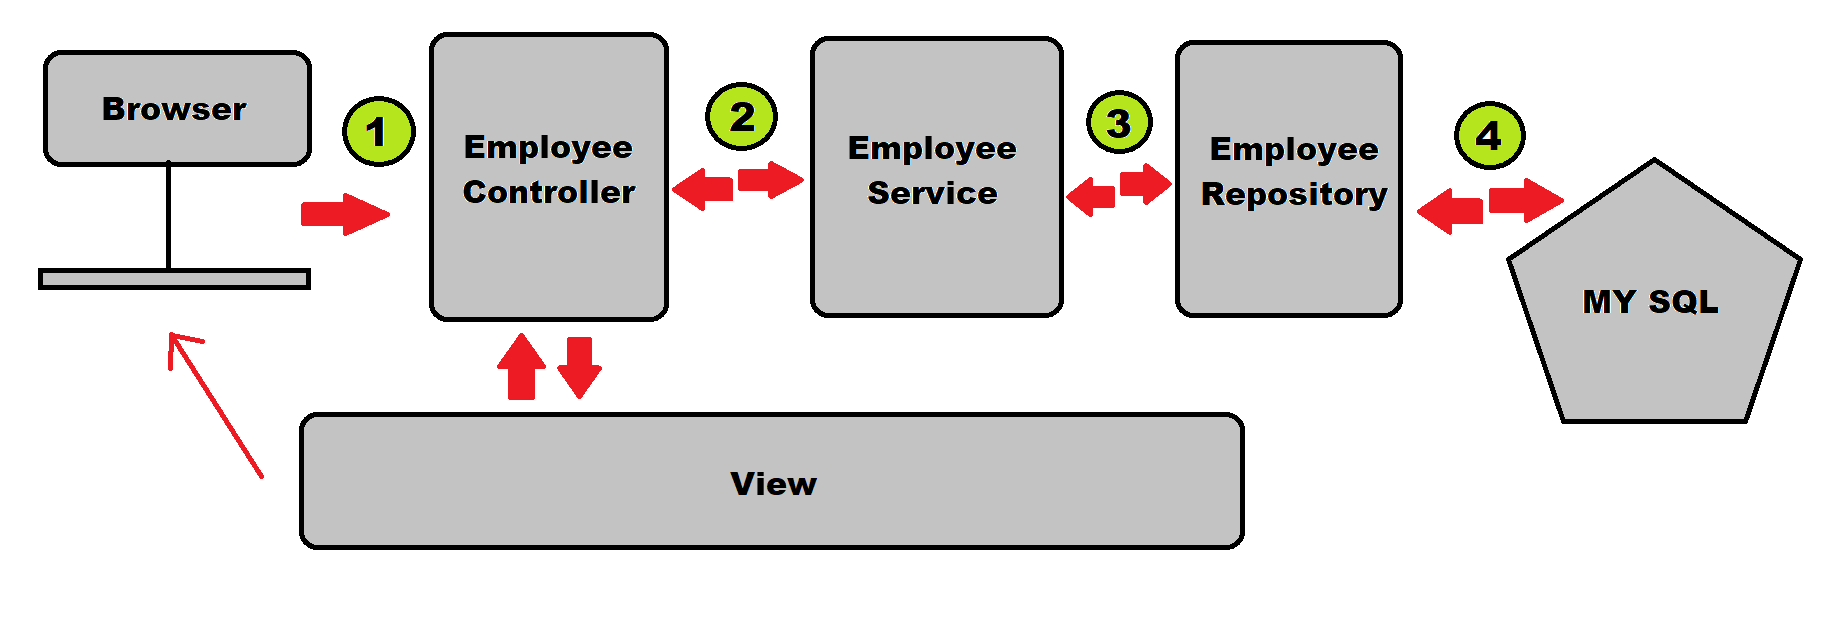 Browser
1
Employee
Controller
2
Employee
Service
3
Employee
Repository
4
MY SQL
View